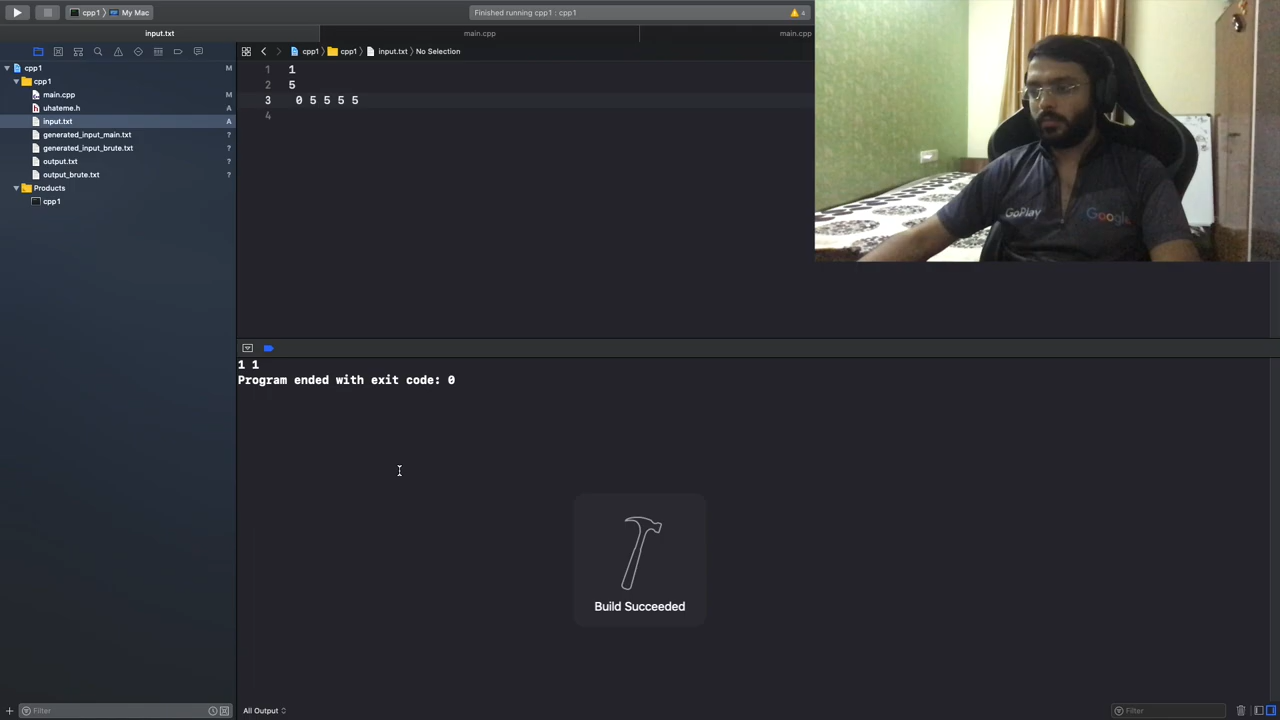 cpp1 〉 My Mac
Finished running cpp1 : cpp1
4
input.txt
main.cpp
main.cpp
cpp1 〉 cpp1 〉 input.txt 〉 No Selection
cpp1 M
cpp1
main.cpp M
uhateme.h A
input.txt A
generated_input_main.txt ?
generated_input_brute.txt ?
output.txt ?
output_brute.txt ?
Products
cpp1
1 1
2 5
3 0 5 5 5 5
4
GoPlay Google
1 1
Program ended with exit code: 0
Build Succeeded
Filter
All Output
Filter